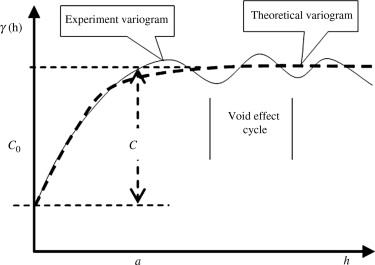 Experiment variogram
Theoretical variogram
γ (h)
Void effect
cycle
C₀
C
a
h